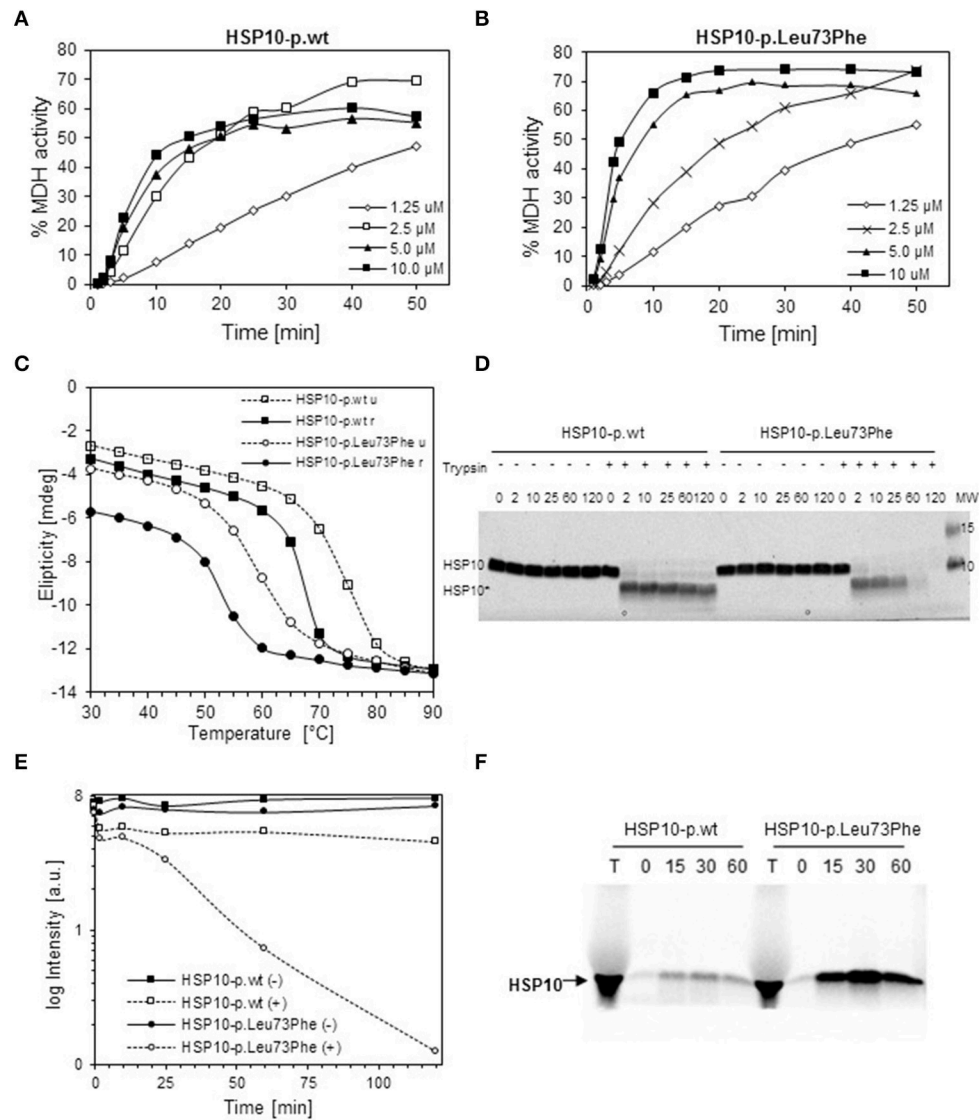 A
HSP10-p.wt
% MDH activity
80
70
60
50
40
30
20
10
0
0 10 20 30 40 50
Time [min]
1.25 uM
2.5 µM
5.0 µM
10.0 µM
B
HSP10-p.Leu73Phe
% MDH activity
80
70
60
50
40
30
20
10
0
0 10 20 30 40 50
Time [min]
1.25 µM
2.5 µM
5.0 µM
10 uM
C
Elipticity [mdeg]
0
-2
-4
-6
-8
-10
-12
-14
30 40 50 60 70 80 90
Temperature [°C]
HSP10-p.wt u
HSP10-p.wt r
HSP10-p.Leu73Phe u
HSP10-p.Leu73Phe r
D
HSP10-p.wt HSP10-p.Leu73Phe
Trypsin - - - - - - + + + + + + - - - - - - + + + + + +
0 2 10 25 60 120 0 2 10 25 60 120 0 2 10 25 60 120 0 2 10 25 60 120 MW
15
HSP10 10
HSP10*
E
log Intensity [a.u.]
8
1
0
0 25 50 75 100
Time [min]
HSP10-p.wt (-)
HSP10-p.wt (+)
HSP10-p.Leu73Phe (-)
HSP10-p.Leu73Phe (+)
F
HSP10-p.wt HSP10-p.Leu73Phe
T 0 15 30 60 T 0 15 30 60
HSP10